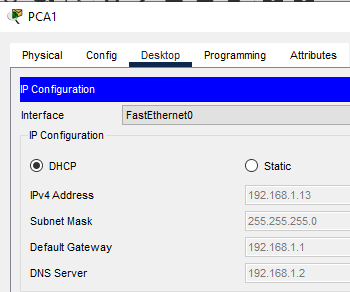 PCA1
Physical Config Desktop Programming Attributes
IP Configuration
Interface FastEthernet0
IP Configuration
DHCP Static
IPv4 Address 192.168.1.13
Subnet Mask 255.255.255.0
Default Gateway 192.168.1.1
DNS Server 192.168.1.2